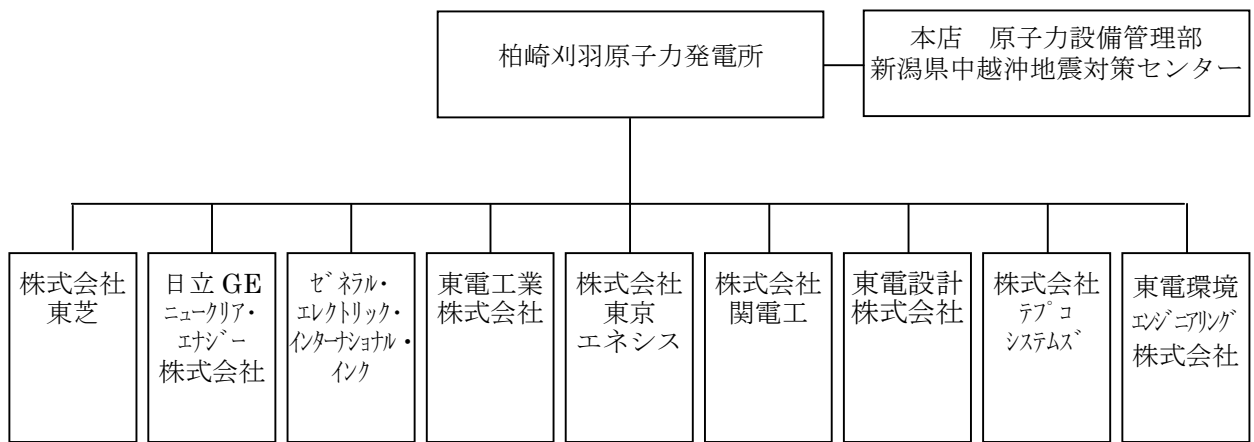 柏崎刈羽原子力発電所
本店　原子力設備管理部
新潟県中越沖地震対策センター
株式会社
東芝
日立 GE
ニュークリア・
エナジー
株式会社
ゼネラル・
エレクトリック・
インターナショナル・
インク
東電工業
株式会社
株式会社
東京
エネシス
株式会社
関電工
東電設計
株式会社
株式会社
テプコ
システムズ
東電環境
エンジニアリング
株式会社